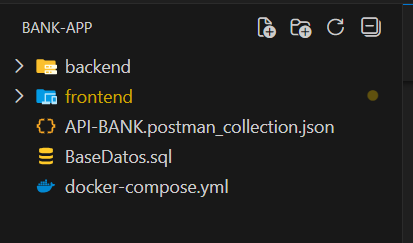 BANK-APP
backend
frontend
API-BANK.postman_collection.json
BaseDatos.sql
docker-compose.yml